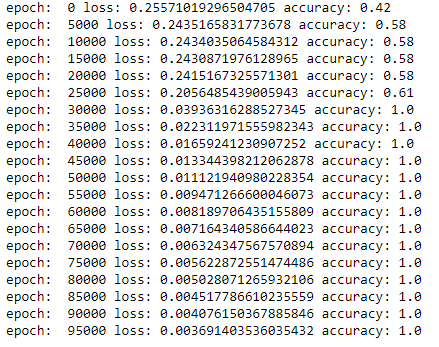 epoch:  0 loss: 0.25571019296504705 accuracy: 0.42
epoch:  5000 loss: 0.2435165831773678 accuracy: 0.58
epoch:  10000 loss: 0.2434035064584312 accuracy: 0.58
epoch:  15000 loss: 0.2430871976128965 accuracy: 0.58
epoch:  20000 loss: 0.2415167325571301 accuracy: 0.58
epoch:  25000 loss: 0.2056485439005943 accuracy: 0.61
epoch:  30000 loss: 0.03936316288527345 accuracy: 1.0
epoch:  35000 loss: 0.022311971555982343 accuracy: 1.0
epoch:  40000 loss: 0.01659241230907252 accuracy: 1.0
epoch:  45000 loss: 0.013344398212062878 accuracy: 1.0
epoch:  50000 loss: 0.011121940980228354 accuracy: 1.0
epoch:  55000 loss: 0.009471266600046073 accuracy: 1.0
epoch:  60000 loss: 0.008189706435155809 accuracy: 1.0
epoch:  65000 loss: 0.007164340586644023 accuracy: 1.0
epoch:  70000 loss: 0.006324347567570894 accuracy: 1.0
epoch:  75000 loss: 0.005622872551474486 accuracy: 1.0
epoch:  80000 loss: 0.005028071265932106 accuracy: 1.0
epoch:  85000 loss: 0.004517786610235559 accuracy: 1.0
epoch:  90000 loss: 0.004076150367885846 accuracy: 1.0
epoch:  95000 loss: 0.003691403536035432 accuracy: 1.0